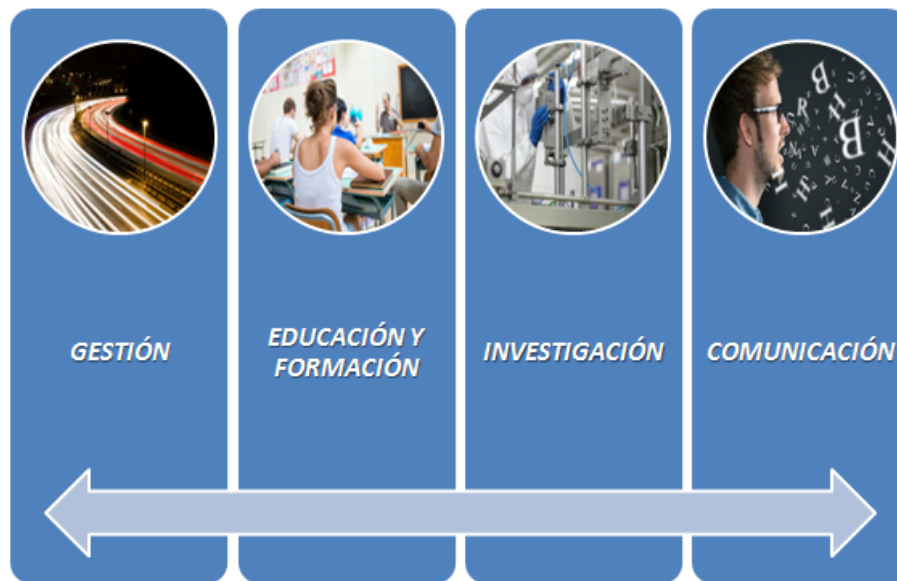 GESTIÓN
EDUCACIÓN Y
FORMACIÓN
INVESTIGACIÓN
COMUNICACIÓN